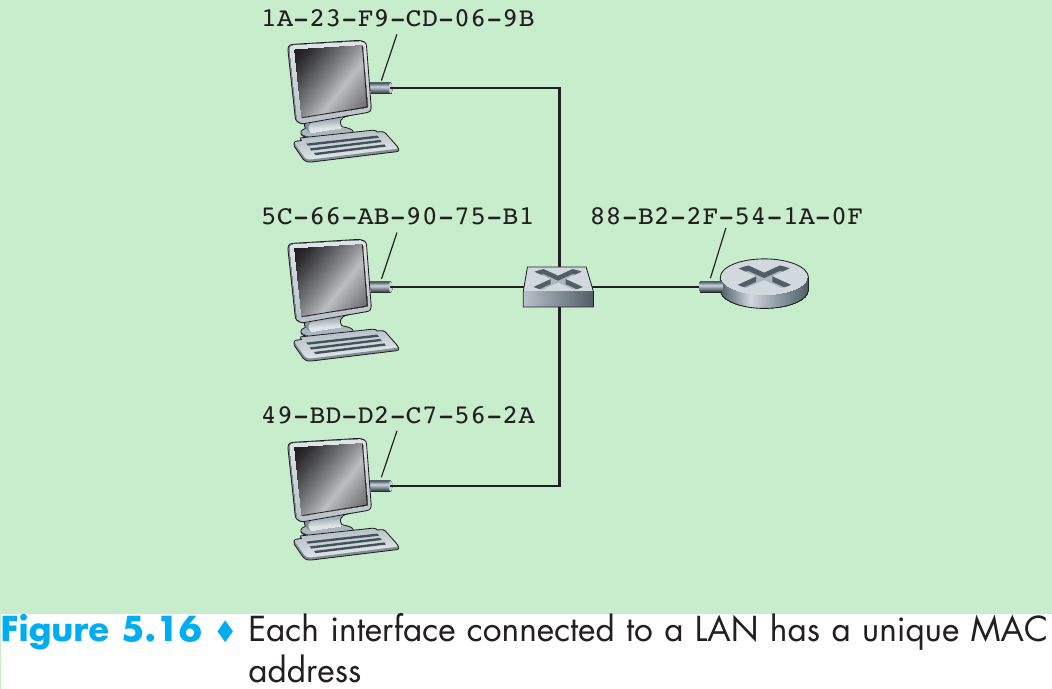 1A-23-F9-CD-06-9B
5C-66-AB-90-75-B1
88-B2-2F-54-1A-0F
49-BD-D2-C7-56-2A
Figure 5.16 ♦ Each interface connected to a LAN has a unique MAC
address